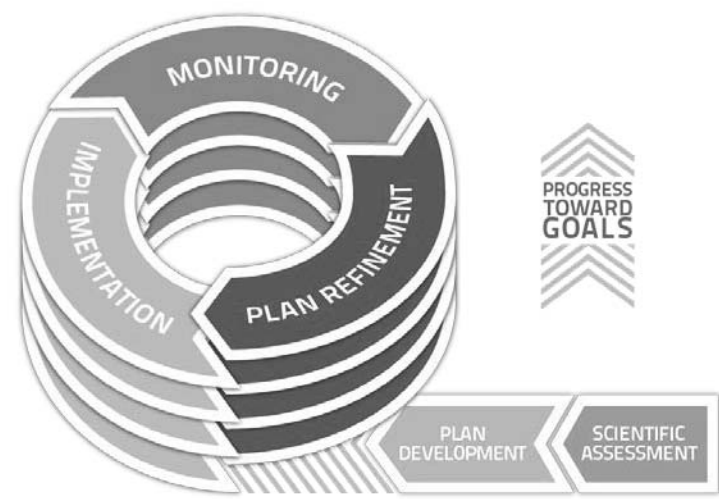 MONITORING
IMPLEMENTATION
PLAN REFINEMENT
PROGRESS
TOWARD
GOALS
PLAN
DEVELOPMENT
SCIENTIFIC
ASSESSMENT